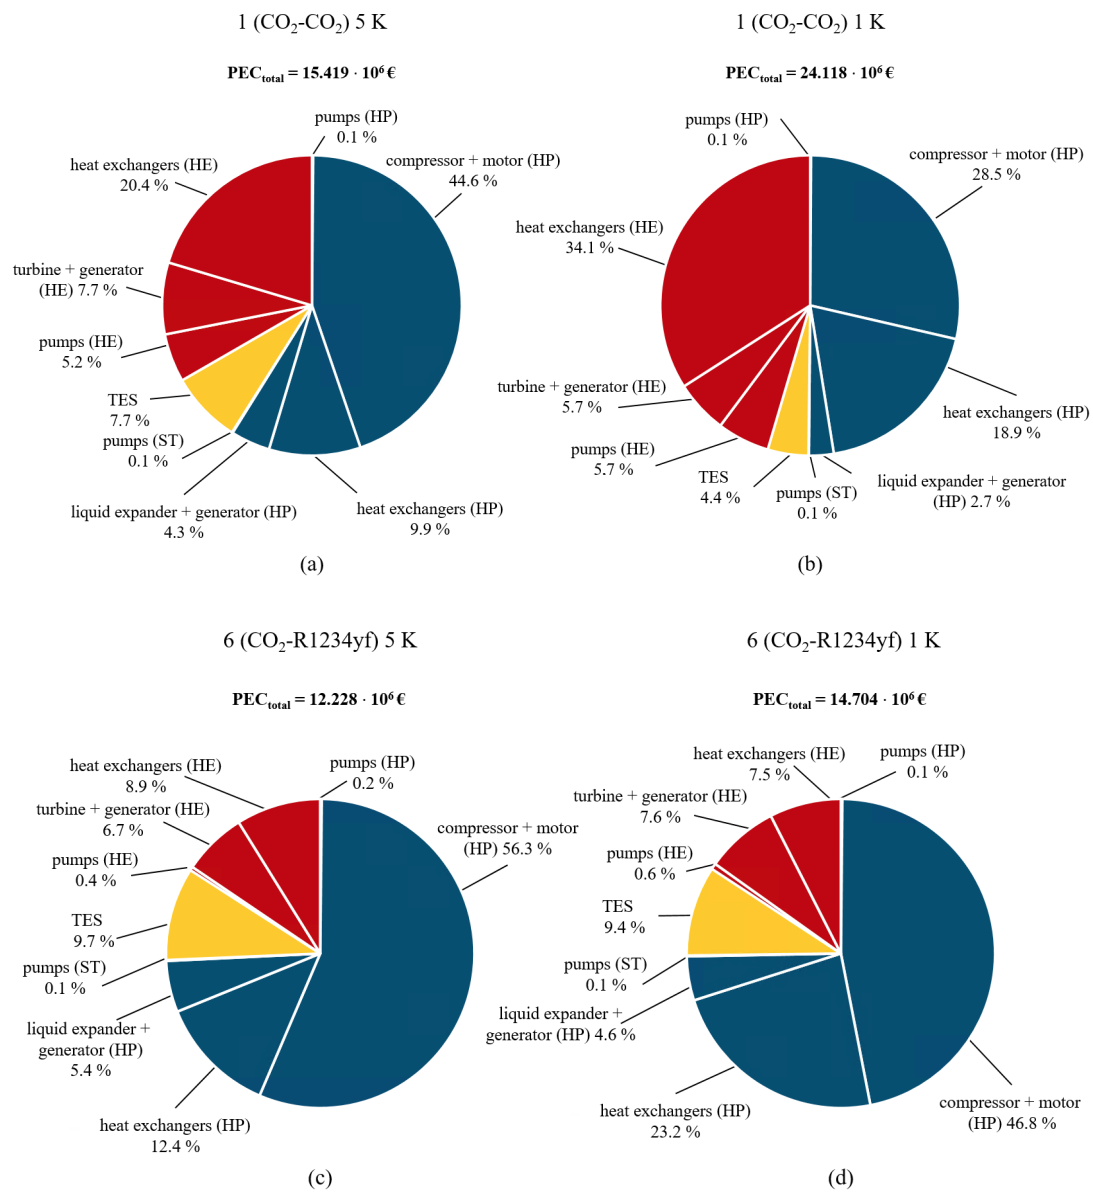 1 (CO₂-CO₂) 5 K
PECtotal = 15.419 · 10⁶ €
pumps (HP)
0.1 %
compressor + motor (HP)
44.6 %
heat exchangers (HE)
20.4 %
turbine + generator
(HE) 7.7 %
pumps (HE)
5.2 %
TES
7.7 %
pumps (ST)
0.1 %
liquid expander + generator (HP)
4.3 %
heat exchangers (HP)
9.9 %
(a)
1 (CO₂-CO₂) 1 K
PECtotal = 24.118 · 10⁶ €
pumps (HP)
0.1 %
compressor + motor (HP)
28.5 %
heat exchangers (HE)
34.1 %
turbine + generator (HE)
5.7 %
pumps (HE)
5.7 %
TES
4.4 %
pumps (ST)
0.1 %
liquid expander + generator
(HP) 2.7 %
heat exchangers (HP)
18.9 %
(b)
6 (CO₂-R1234yf) 5 K
PECtotal = 12.228 · 10⁶ €
heat exchangers (HE)
8.9 %
pumps (HP)
0.2 %
turbine + generator (HE)
6.7 %
compressor + motor
(HP) 56.3 %
pumps (HE)
0.4 %
TES
9.7 %
pumps (ST)
0.1 %
liquid expander +
generator (HP)
5.4 %
heat exchangers (HP)
12.4 %
(c)
6 (CO₂-R1234yf) 1 K
PECtotal = 14.704 · 10⁶ €
heat exchangers (HE)
7.5 %
pumps (HP)
0.1 %
turbine + generator (HE)
7.6 %
pumps (HE)
0.6 %
TES
9.4 %
pumps (ST)
0.1 %
liquid expander +
generator (HP) 4.6 %
heat exchangers (HP)
23.2 %
compressor + motor
(HP) 46.8 %
(d)